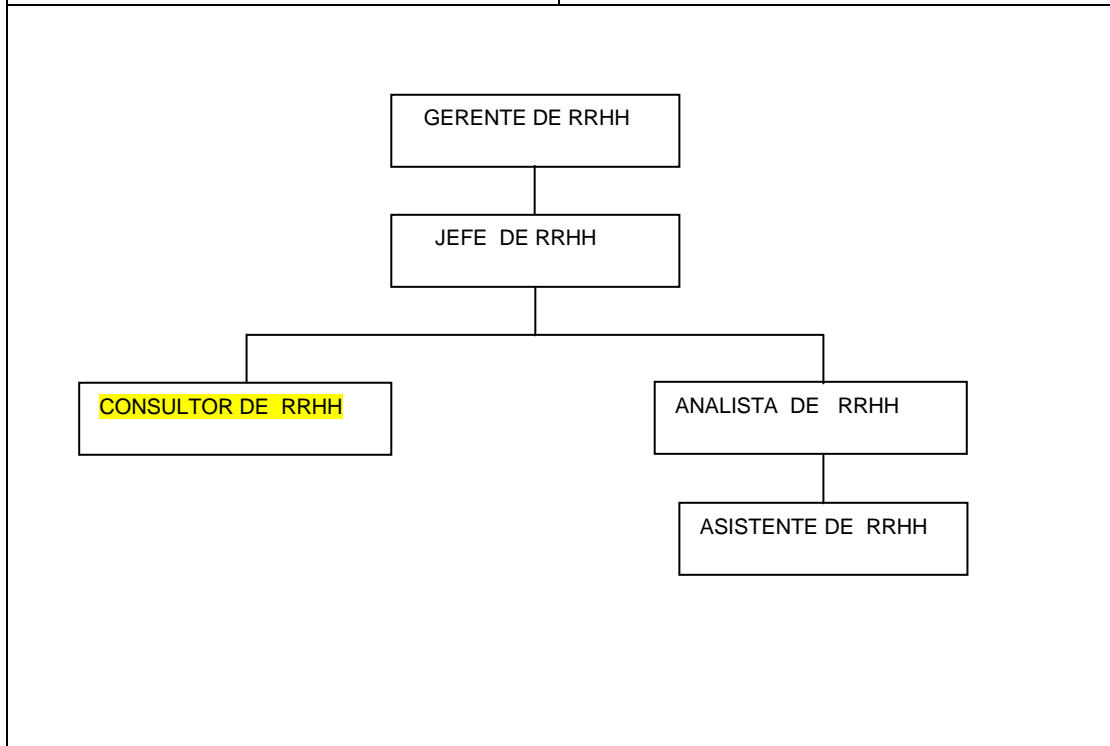 GERENTE DE RRHH
JEFE DE RRHH
CONSULTOR DE RRHH
ANALISTA DE RRHH
ASISTENTE DE RRHH